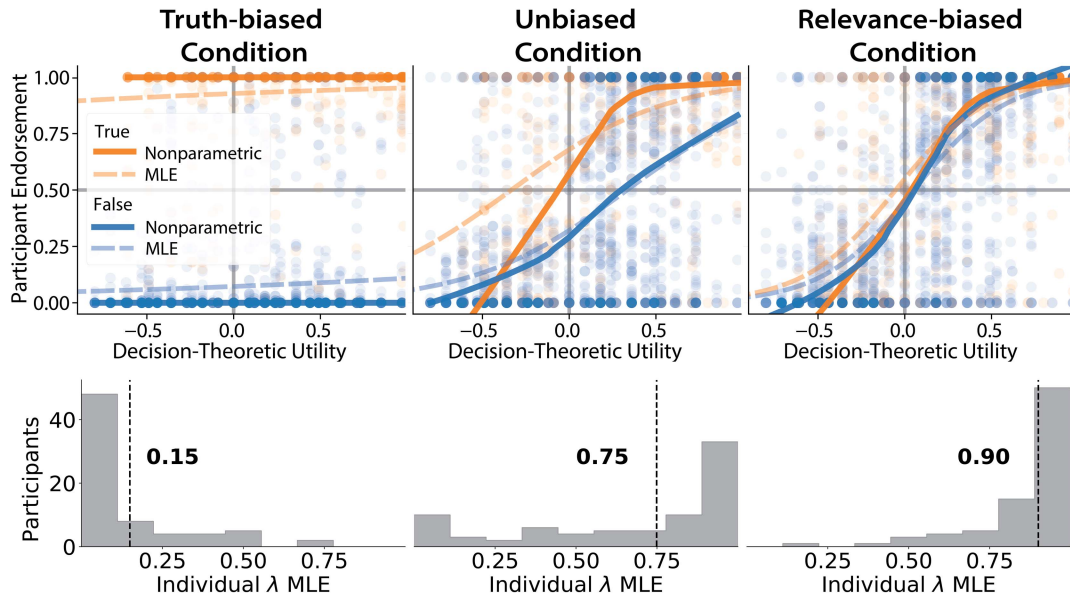 Truth-biased
Condition
Unbiased
Condition
Relevance-biased
Condition
Participant Endorsement
1.00
0.75
0.50
0.25
0.00
True
Nonparametric
MLE
False
Nonparametric
MLE
−0.5 0.0 0.5
−0.5 0.0 0.5
−0.5 0.0 0.5
Decision-Theoretic Utility
Decision-Theoretic Utility
Decision-Theoretic Utility
Participants
40
20
0
0.15
0.75
0.90
0.25 0.50 0.75
0.25 0.50 0.75
0.25 0.50 0.75
Individual λ MLE
Individual λ MLE
Individual λ MLE